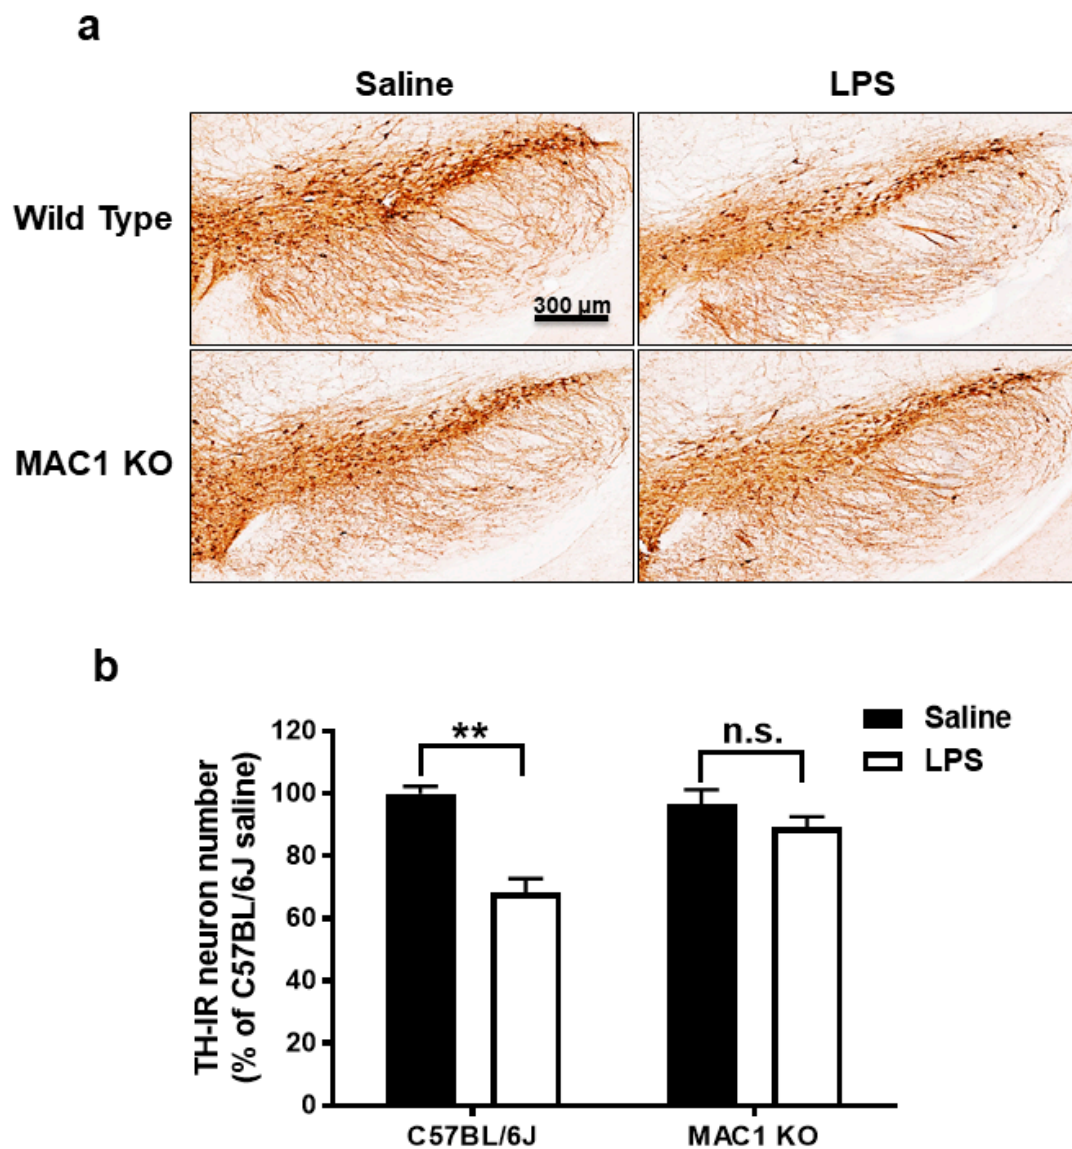 a
Saline LPS
Wild Type
300 μm
MAC1 KO
b
Saline
LPS
** n.s.
TH-IR neuron number
(% of C57BL/6J saline)
120
100
80
60
40
20
0
C57BL/6J MAC1 KO